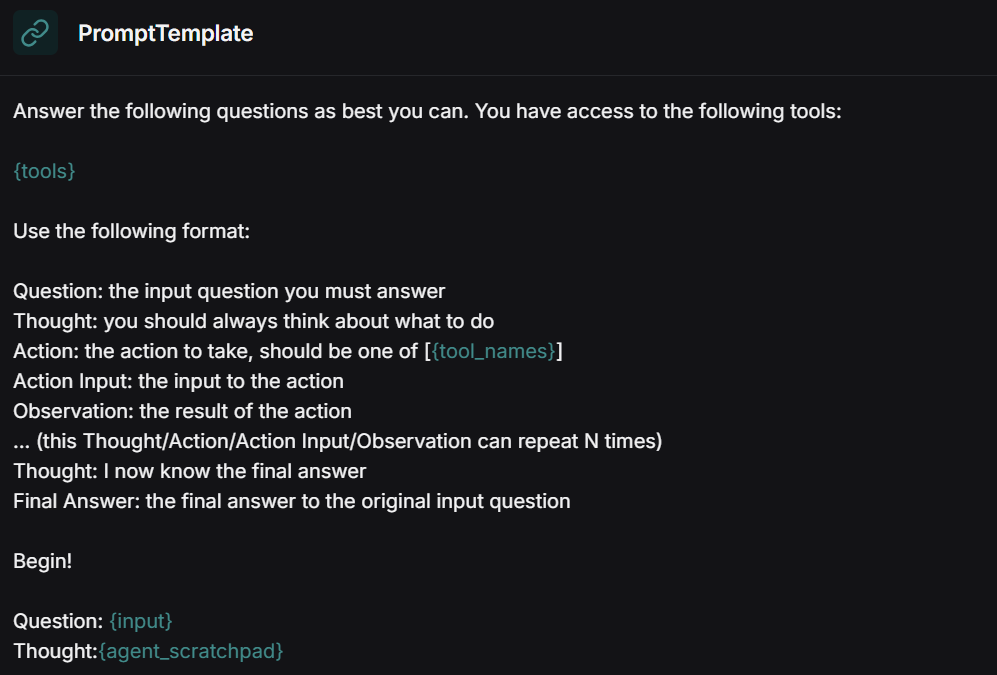 PromptTemplate
Answer the following questions as best you can. You have access to the following tools:
{tools}
Use the following format:
Question: the input question you must answer
Thought: you should always think about what to do
Action: the action to take, should be one of [{tool_names}]
Action Input: the input to the action
Observation: the result of the action
... (this Thought/Action/Action Input/Observation can repeat N times)
Thought: I now know the final answer
Final Answer: the final answer to the original input question
Begin!
Question: {input}
Thought:{agent_scratchpad}